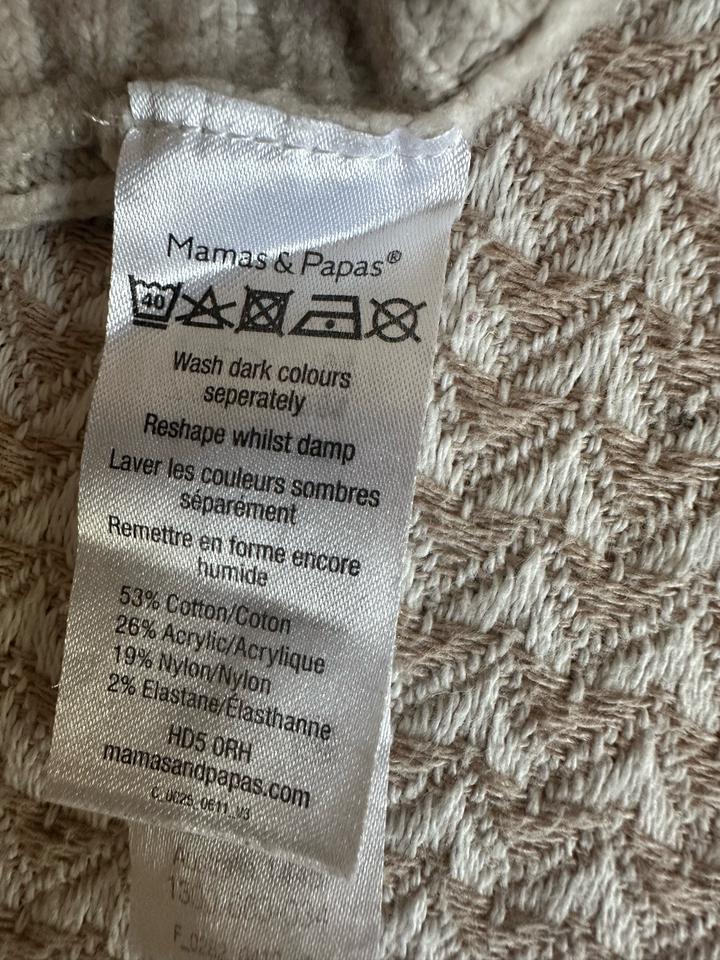 Mamas & Papas®
40
Wash dark colours
seperately
Reshape whilst damp
Laver les couleurs sombres
séparément
Remettre en forme encore
humide
53% Cotton/Coton
26% Acrylic/Acrylique
19% Nylon/Nylon
2% Elastane/Élasthanne
HD5 0RH
mamasandpapas.com
C_0625_0611_V3